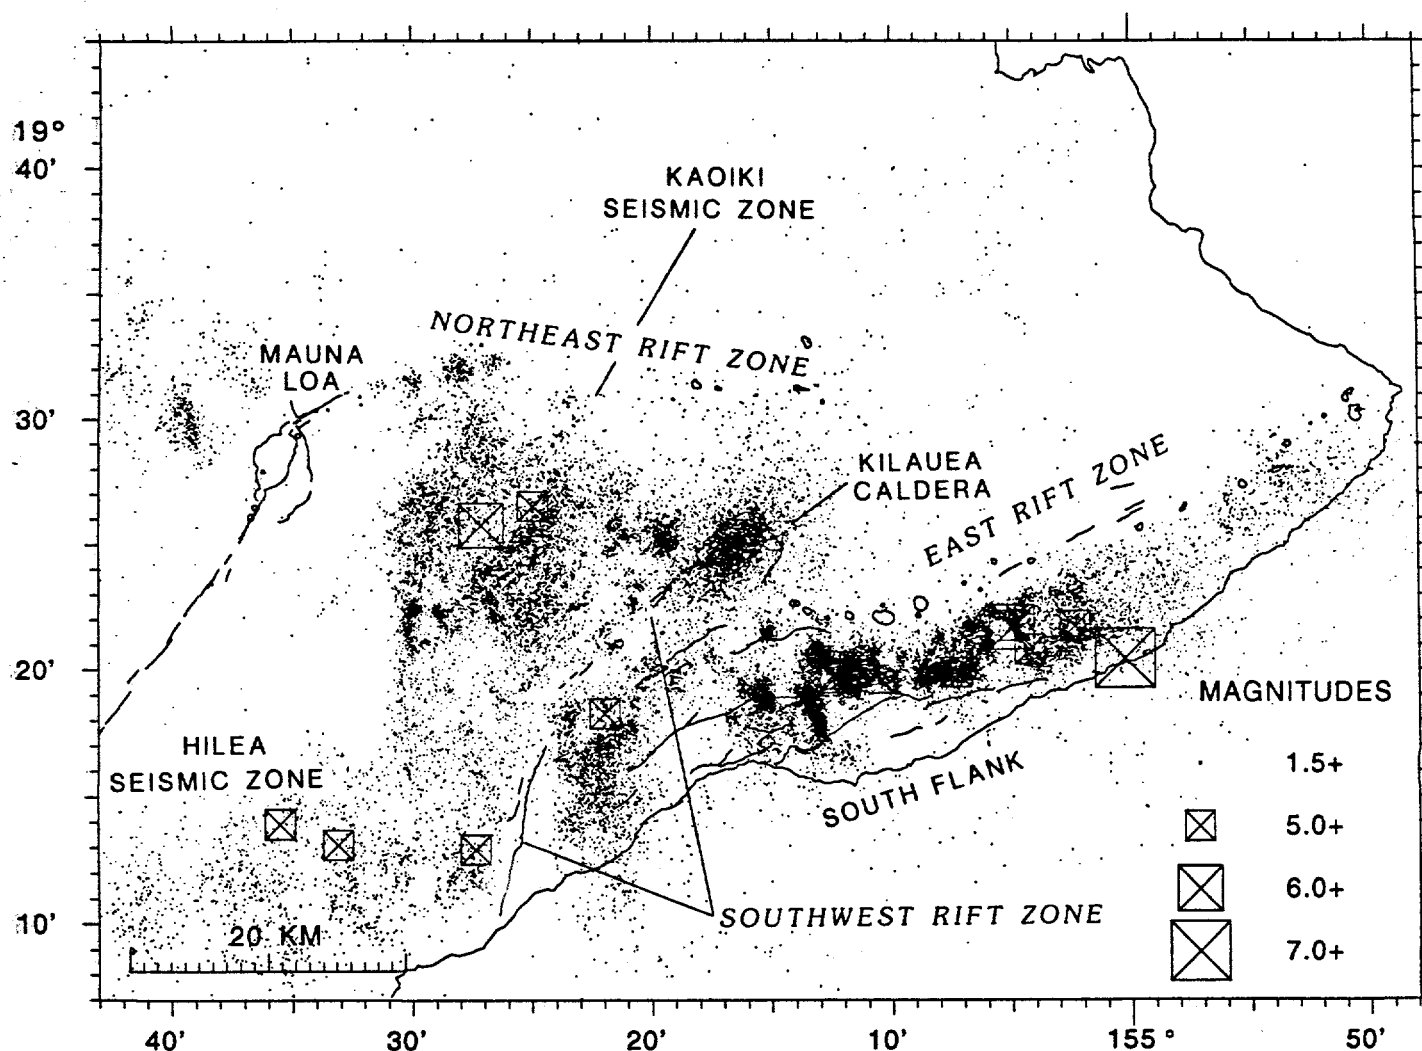 19°
40'
KAOIKI
SEISMIC ZONE
NORTHEAST RIFT ZONE
MAUNA
LOA
30'
KILAUEA
CALDERA
EAST RIFT ZONE
20'
MAGNITUDES
HILEA
SEISMIC ZONE
1.5+
SOUTH FLANK
5.0+
6.0+
10'
SOUTHWEST RIFT ZONE
20 KM
7.0+
40'
30'
20'
10'
155°
50'